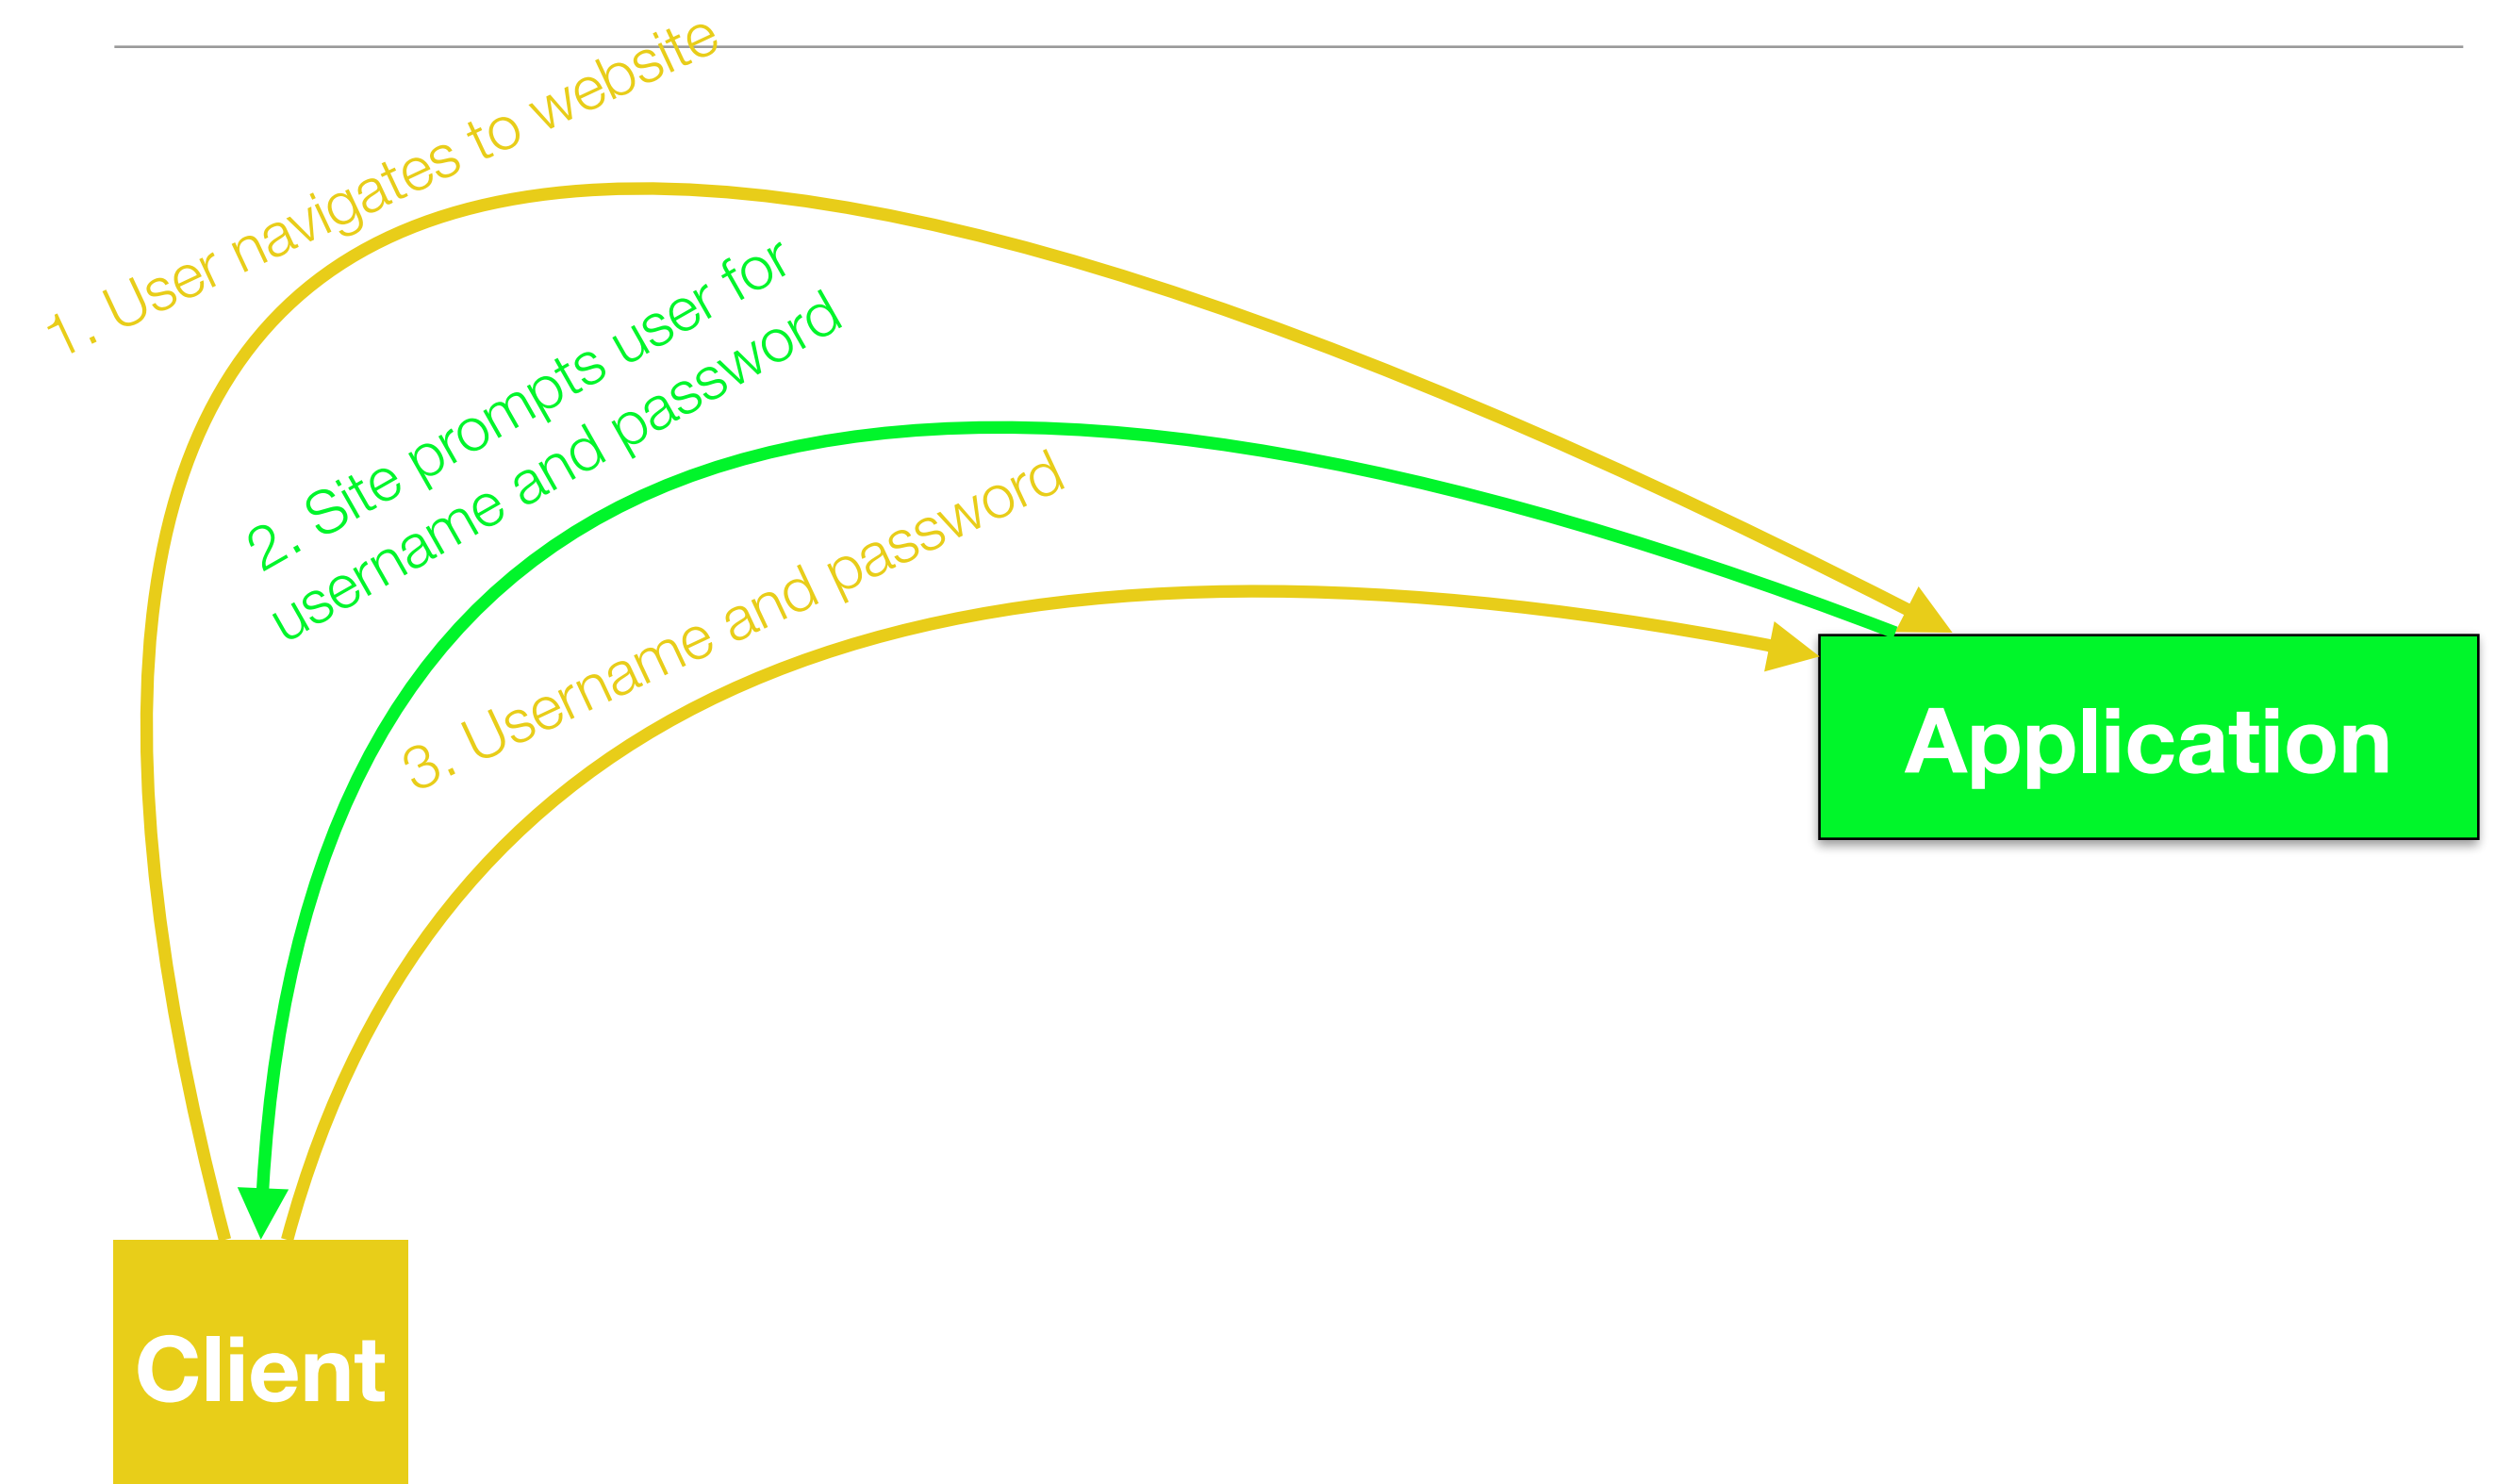 1. User navigates to website
2. Site prompts user for
username and password
3. Username and password
Application
Client